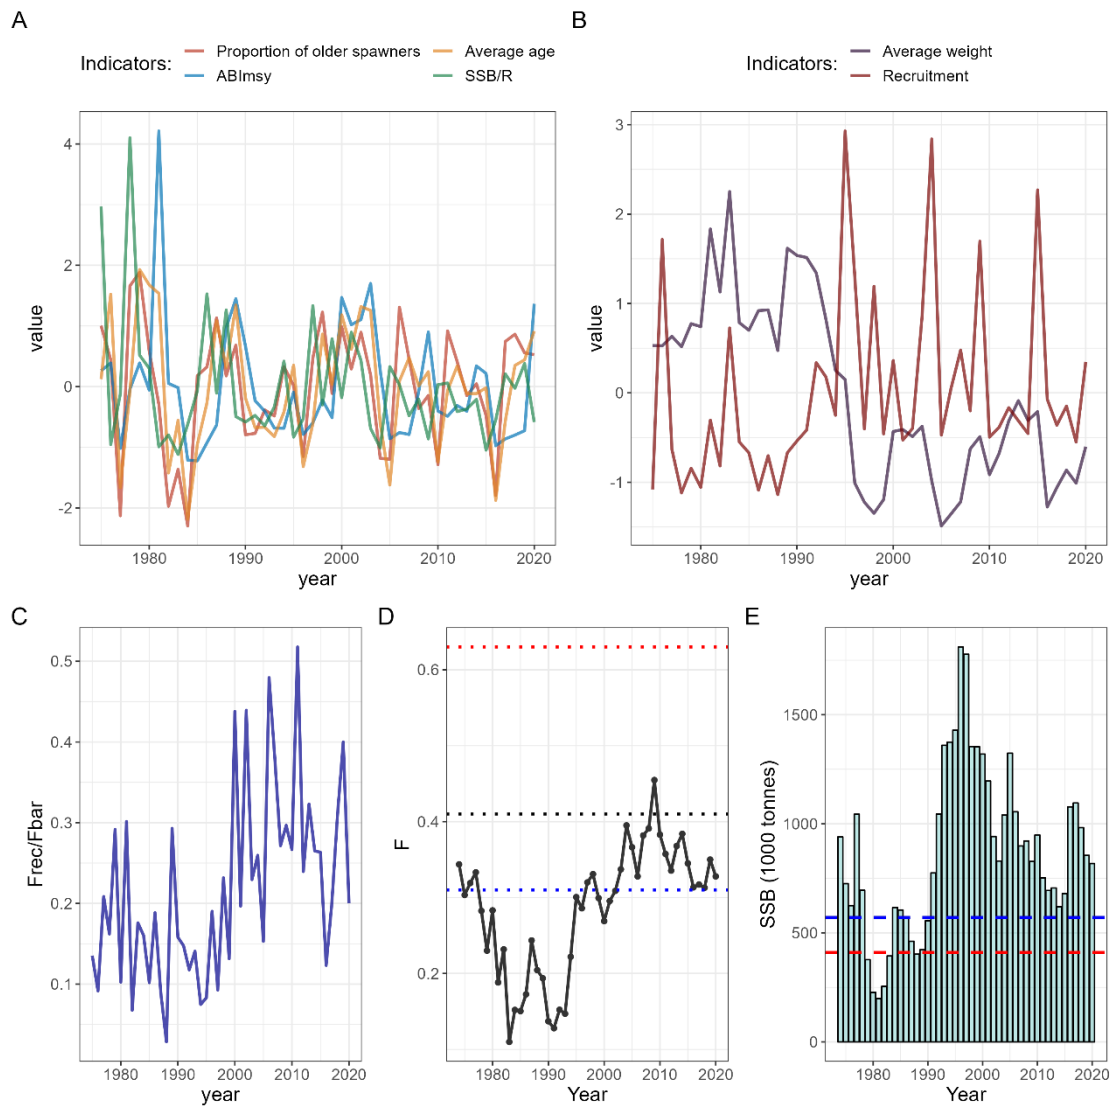 A
B
Indicators:
Proportion of older spawners
Average age
ABImsy
SSB/R
Indicators:
Average weight
Recruitment
value
4
2
0
-2
1980
1990
2000
2010
2020
year
value
3
2
1
0
-1
1980
1990
2000
2010
2020
year
C
D
E
Frec/Fbar
0.5
0.4
0.3
0.2
0.1
1980
1990
2000
2010
2020
year
F
0.6
0.4
0.2
1980
1990
2000
2010
2020
Year
SSB (1000 tonnes)
1500
1000
500
0
1980
1990
2000
2010
2020
Year